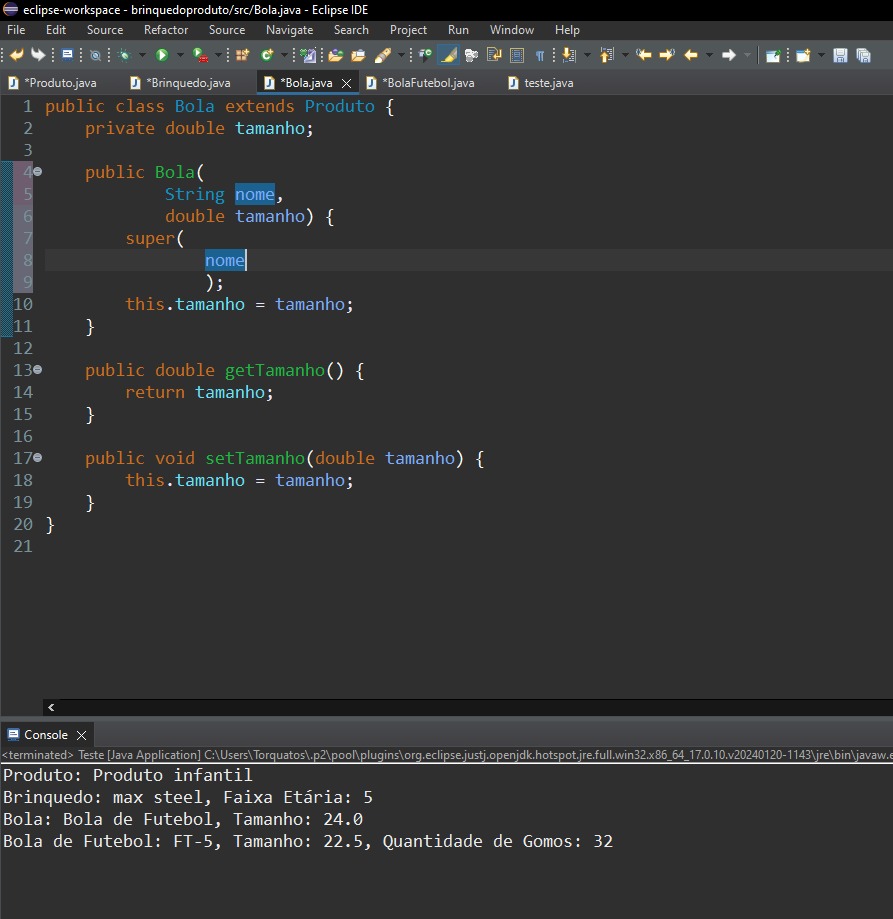 eclipse-workspace - brinquedoproduto/src/Bola.java - Eclipse IDE
File Edit Source Refactor Source Navigate Search Project Run Window Help
*Produto.java *Brinquedo.java *Bola.java *BolaFutebol.java teste.java
1 public class Bola extends Produto {
2 private double tamanho;
3
4 public Bola(
5 String nome,
6 double tamanho) {
7 super(
8 nome
9 );
10 this.tamanho = tamanho;
11 }
12
13 public double getTamanho() {
14 return tamanho;
15 }
16
17 public void setTamanho(double tamanho) {
18 this.tamanho = tamanho;
19 }
20 }
21
Console
<terminated> Teste [Java Application] C:\Users\Torquatos\.p2\pool\plugins\org.eclipse.justj.openjdk.hotspot.jre.full.win32.x86_64_17.0.10.v20240120-1143\jre\bin\javaw.e
Produto: Produto infantil
Brinquedo: max steel, Faixa Etária: 5
Bola: Bola de Futebol, Tamanho: 24.0
Bola de Futebol: FT-5, Tamanho: 22.5, Quantidade de Gomos: 32